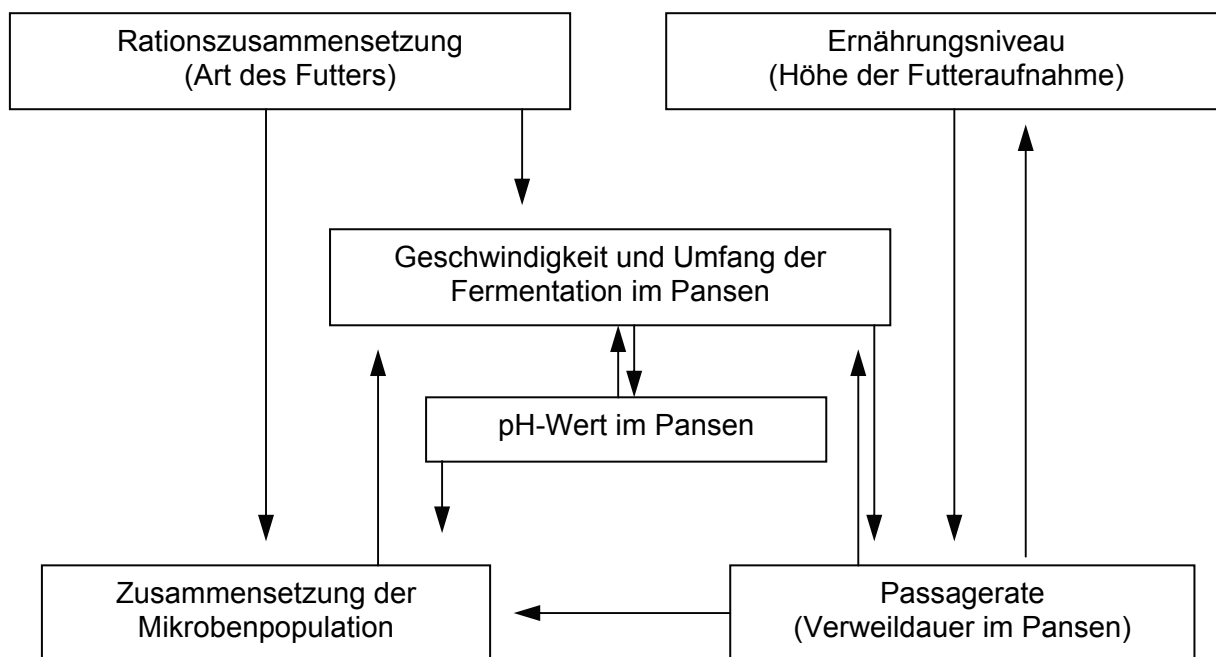 Rationszusammensetzung
(Art des Futters)
Ernährungsniveau
(Höhe der Futteraufnahme)
Geschwindigkeit und Umfang der
Fermentation im Pansen
pH-Wert im Pansen
Zusammensetzung der
Mikrobenpopulation
Passagerate
(Verweildauer im Pansen)